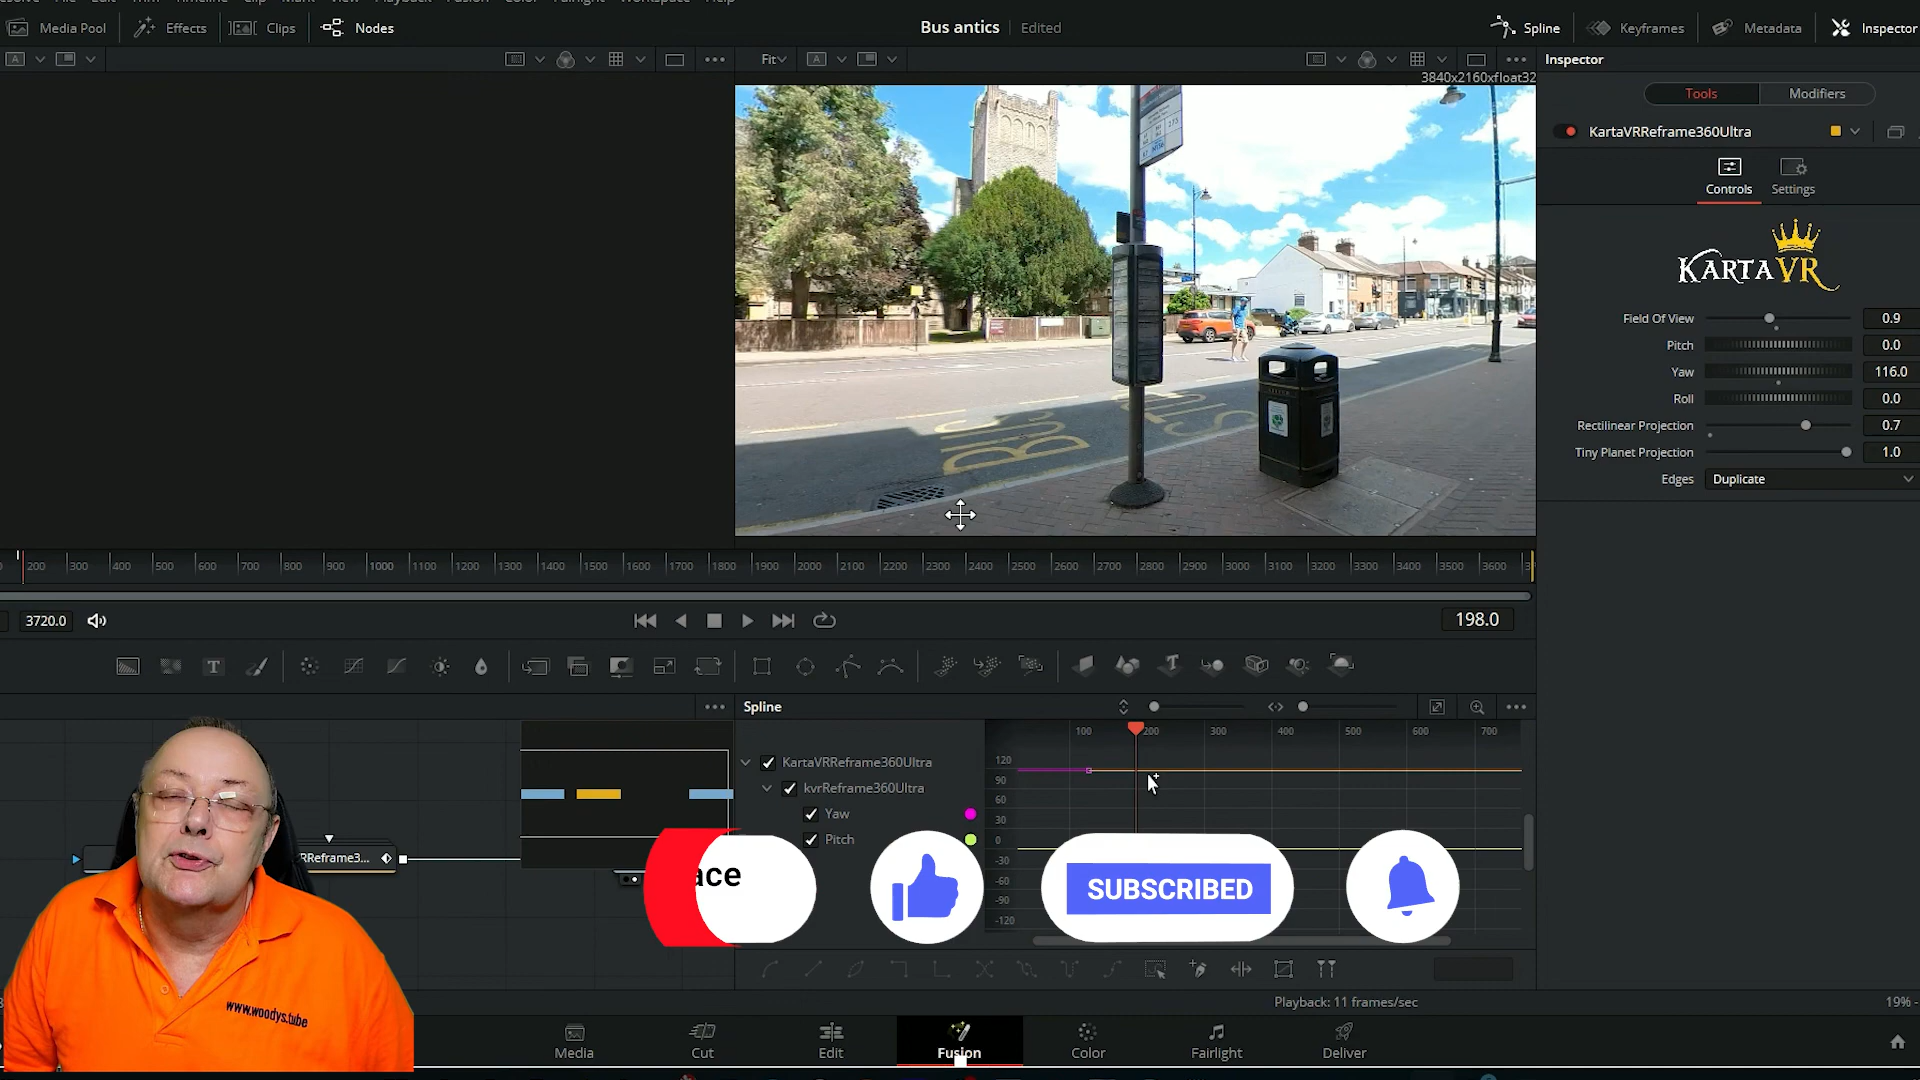 Media Pool
Effects
Clips
Nodes
Bus antics
Edited
Spline
Keyframes
Metadata
Inspector
Fit
Inspector
3840x2160xfloat32
Tools
Modifiers
KartaVRReframe360Ultra
Controls
Settings
KARTAVR
Field Of View
0.9
Pitch
0.0
Yaw
116.0
Roll
0.0
Rectilinear Projection
0.7
Tiny Planet Projection
1.0
Edges
Duplicate
BUS
200 300 400 500 600 700 800 900 1000 1100 1200 1300 1400 1500 1600 1700 1800 1900 2000 2100 2200 2300 2400 2500 2600 2700 2800 2900 3000 3100 3200 3300 3400 3500 3600
3720.0
198.0
Spline
100 200 300 400 500 600 700
KartaVRReframe360Ultra
kvrReframe360Ultra
Yaw
Pitch
120
90
60
30
0
-30
-60
-90
-120
RReframe3...
ace
SUBSCRIBED
www.woodys.tube
Playback: 11 frames/sec
19%
Media
Cut
Edit
Fusion
Color
Fairlight
Deliver